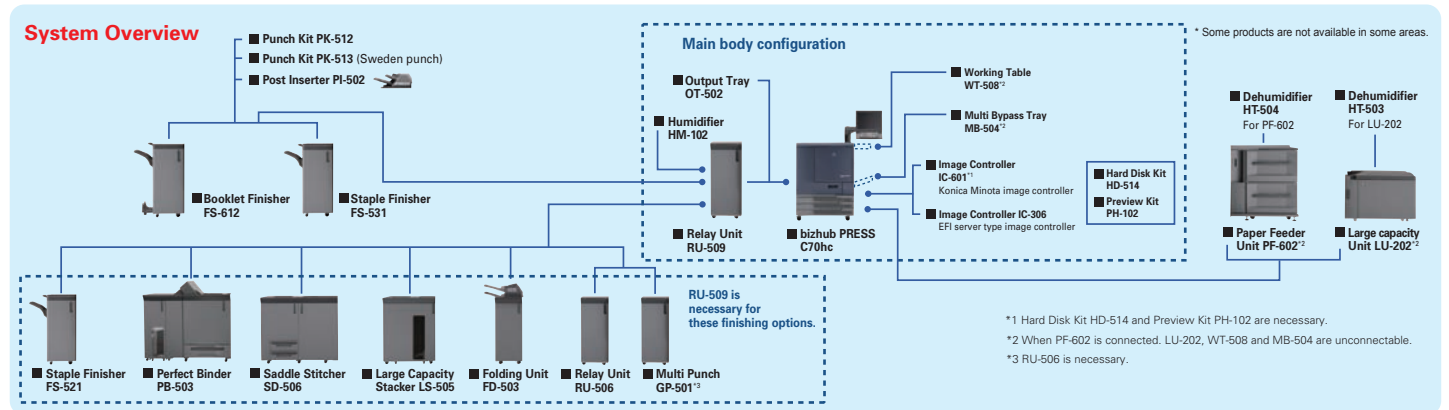 System Overview
Punch Kit PK-512
Punch Kit PK-513 (Sweden punch)
Post Inserter PI-502
Booklet Finisher
FS-612
Staple Finisher
FS-531
Main body configuration
Output Tray
OT-502
Humidifier
HM-102
Relay Unit
RU-509
bizhub PRESS
C70hc
Working Table
WT-508*2
Multi Bypass Tray
MB-504*2
Image Controller
IC-601*1
Konica Minota image controller
Image Controller IC-306
EFI server type image controller
Hard Disk Kit
HD-514
Preview Kit
PH-102
* Some products are not available in some areas.
Dehumidifier
HT-504
For PF-602
Dehumidifier
HT-503
For LU-202
Paper Feeder
Unit PF-602*2
Large capacity
Unit LU-202*2
RU-509 is
necessary for
these finishing options.
Staple Finisher
FS-521
Perfect Binder
PB-503
Saddle Stitcher
SD-506
Large Capacity
Stacker LS-505
Folding Unit
FD-503
Relay Unit
RU-506
Multi Punch
GP-501*3
*1 Hard Disk Kit HD-514 and Preview Kit PH-102 are necessary.
*2 When PF-602 is connected. LU-202, WT-508 and MB-504 are unconnectable.
*3 RU-506 is necessary.